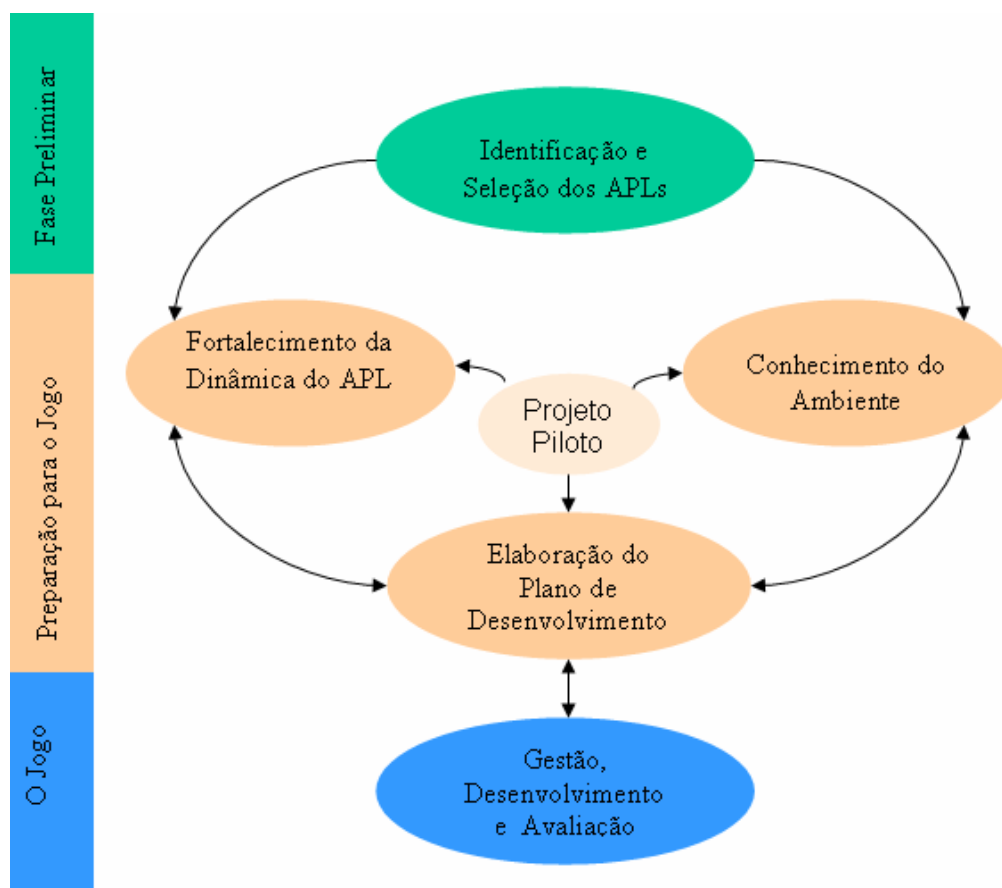 Fase Preliminar
Identificação e
Seleção dos APLs
Preparação para o Jogo
Fortalecimento da
Dinâmica do APL
Projeto
Piloto
Conhecimento do
Ambiente
Elaboração do
Plano de
Desenvolvimento
O Jogo
Gestão,
Desenvolvimento
e Avaliação